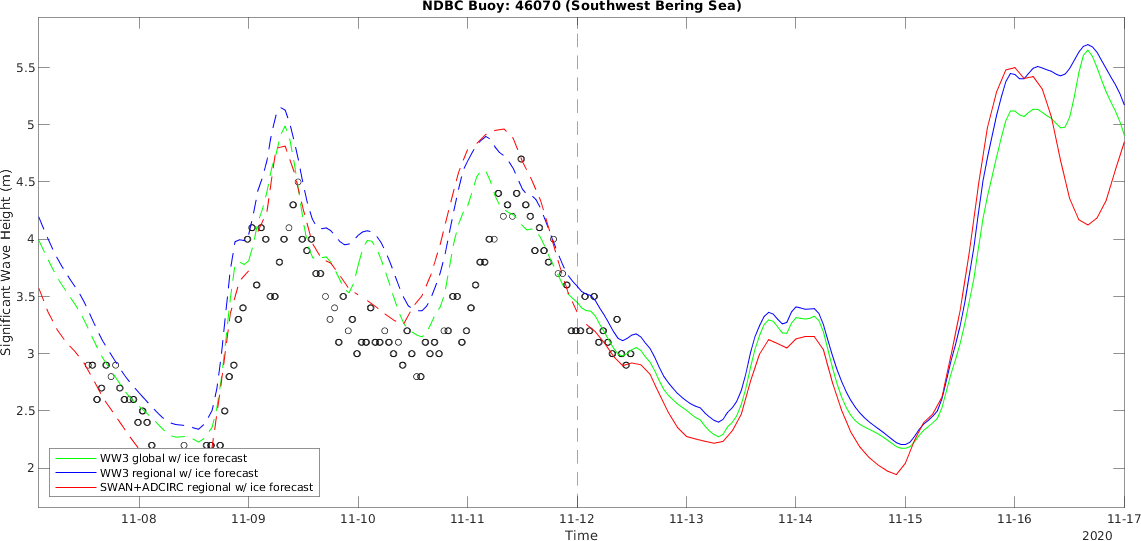 NDBC Buoy: 46070 (Southwest Bering Sea)
Significant Wave Height (m)
5.5
5
4.5
4
3.5
3
2.5
2
WW3 global w/ ice forecast
WW3 regional w/ ice forecast
SWAN+ADCIRC regional w/ ice forecast
11-08 11-09 11-10 11-11 11-12 11-13 11-14 11-15 11-16 11-17
Time
2020